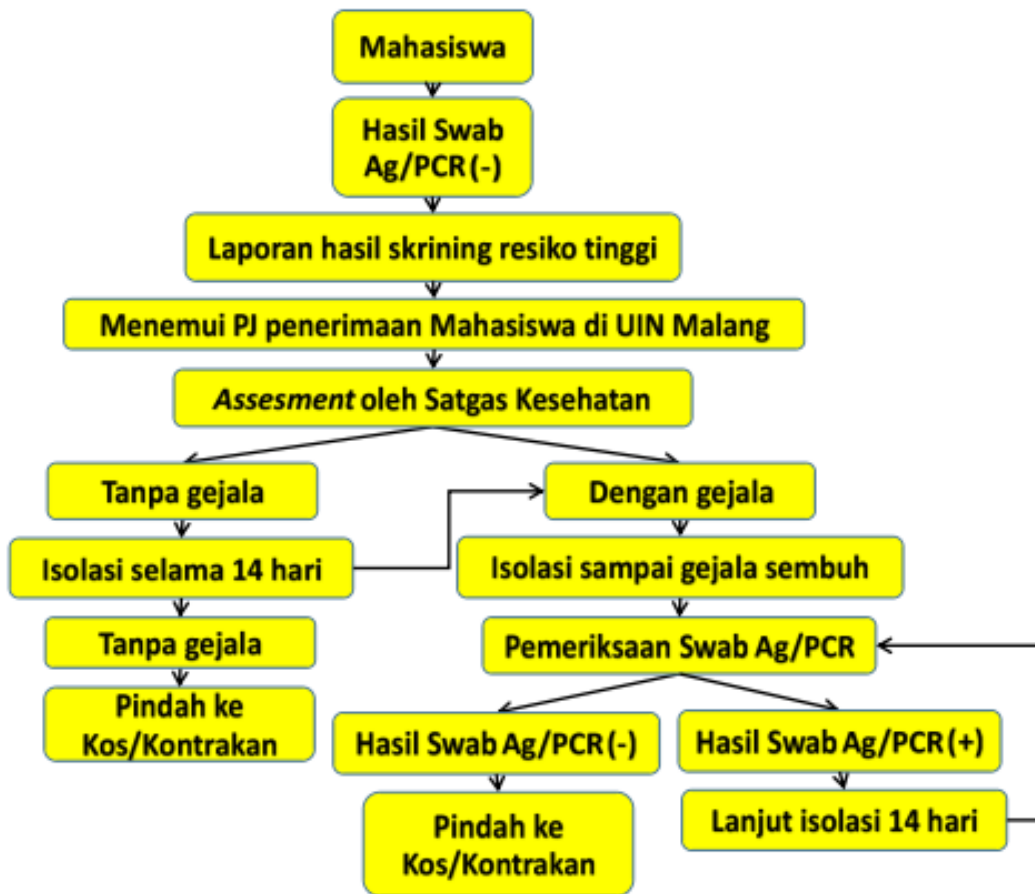 Mahasiswa
Hasil Swab
Ag/PCR (-)
Laporan hasil skrining resiko tinggi
Menemui PJ penerimaan Mahasiswa di UIN Malang
Assesment oleh Satgas Kesehatan
Tanpa gejala
Dengan gejala
Isolasi selama 14 hari
Isolasi sampai gejala sembuh
Tanpa gejala
Pemeriksaan Swab Ag/PCR
Pindah ke
Kos/Kontrakan
Hasil Swab Ag/PCR (-)
Hasil Swab Ag/PCR (+)
Pindah ke
Kos/Kontrakan
Lanjut isolasi 14 hari